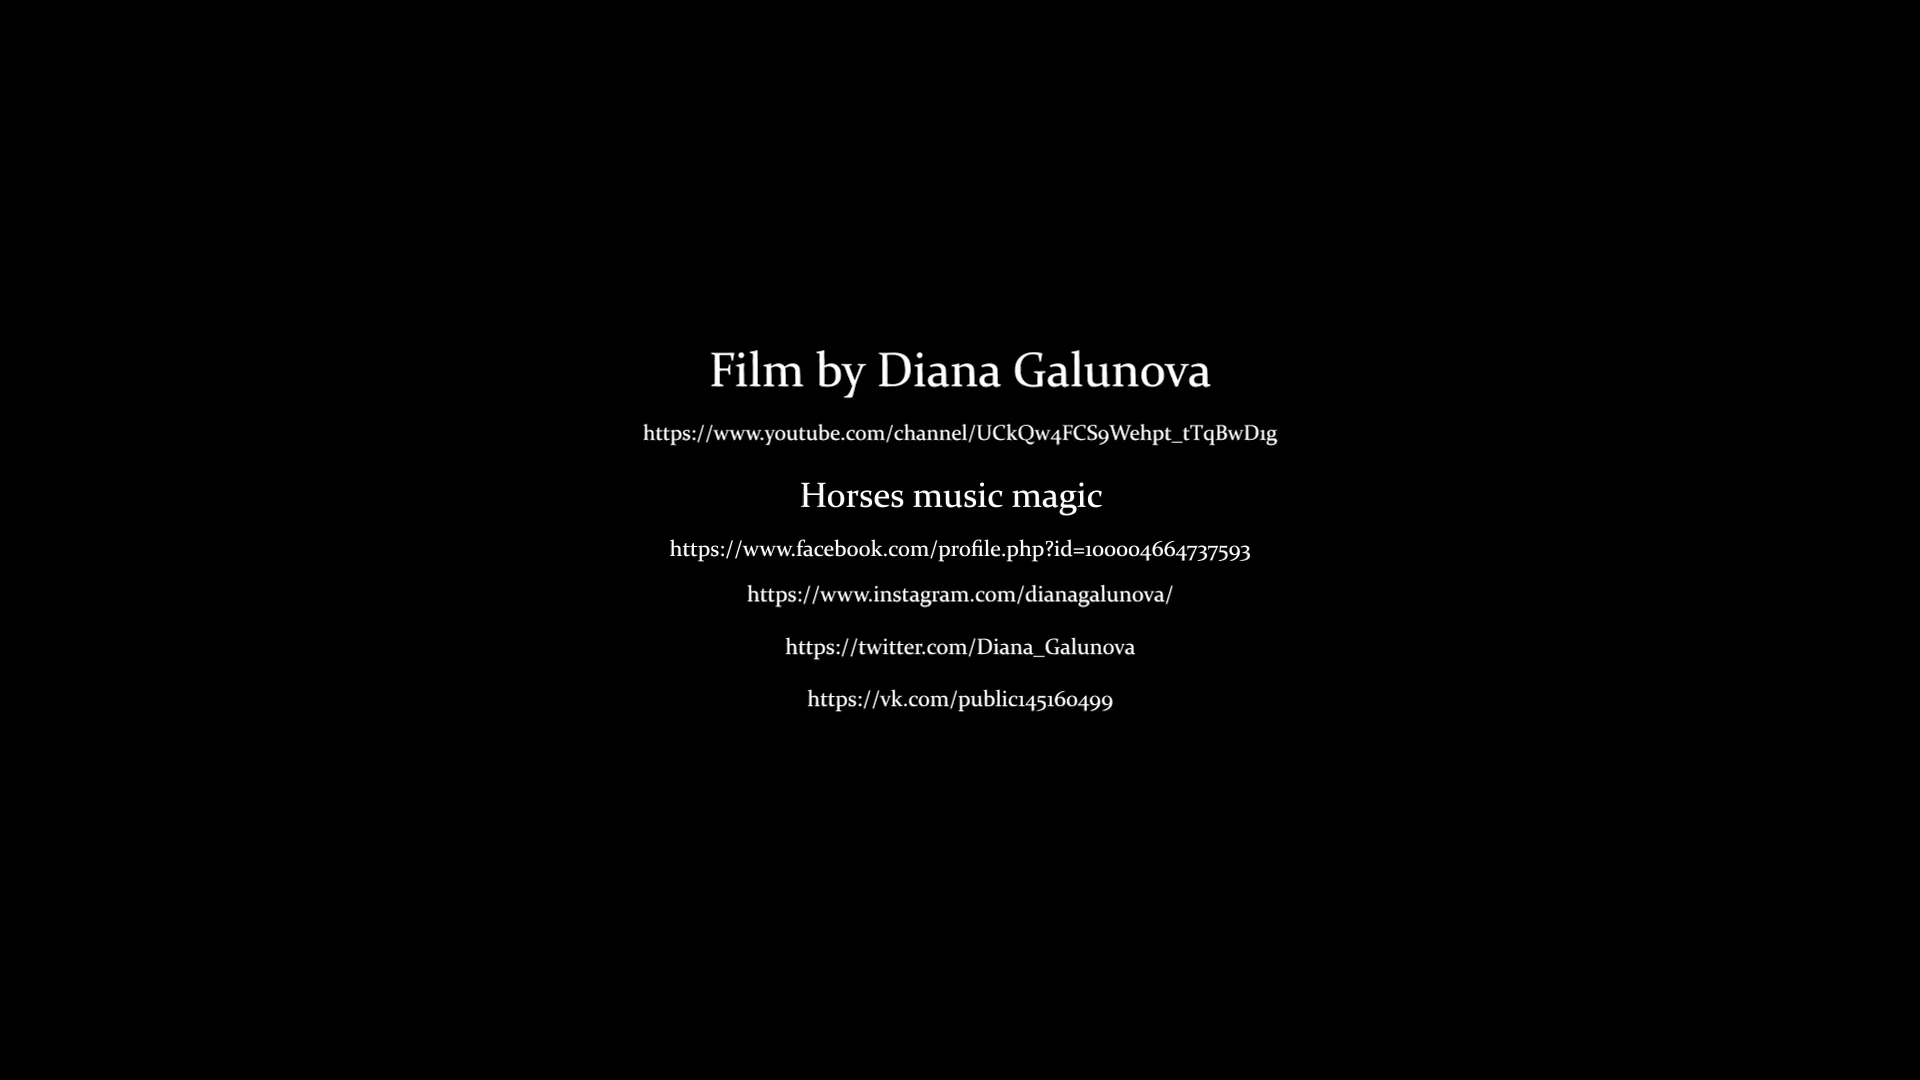 Film by Diana Galunova
https://www.youtube.com/channel/UCkQw4FCS9Wehpt_tTqBwD1g
Horses music magic
https://www.facebook.com/profile.php?id=100004664737593
https://www.instagram.com/dianagalunova/
https://twitter.com/Diana_Galunova
https://vk.com/public145160499